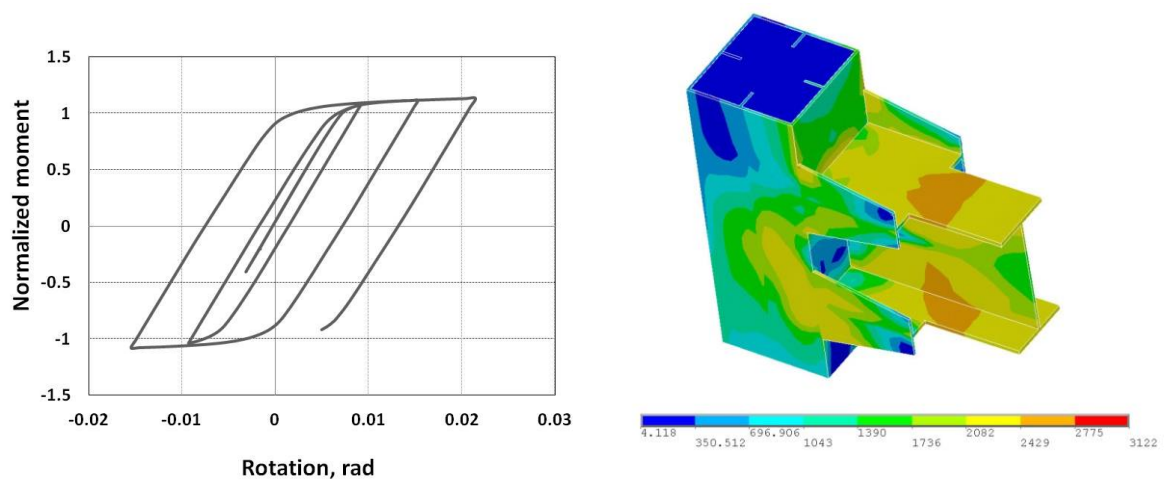 1.5
1
0.5
0
-0.5
-1
-1.5
Normalized moment
-0.02 -0.01 0 0.01 0.02 0.03
Rotation, rad
4.118 696.906 1390 2082 2775
350.512 1043 1736 2429 3122